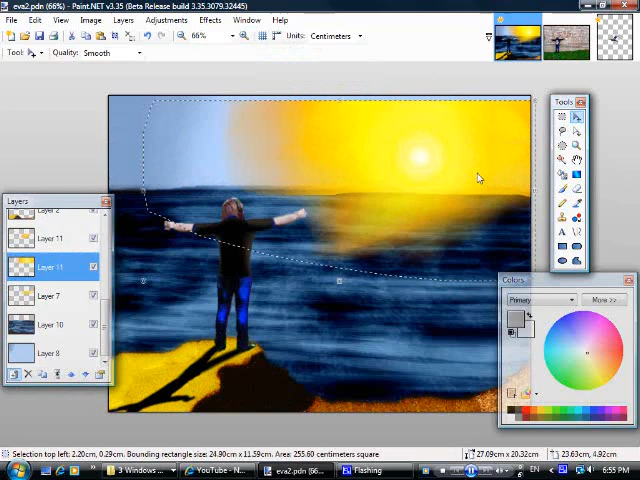 eva2.pdn (66%) - Paint.NET v3.35 (Beta Release build 3.35.3079.32445)
File Edit View Image Layers Adjustments Effects Utilities Window Help
66% Units: Centimeters
Tool: Quality: Smooth
Tools
Layers
Layer 2
Layer 11
Layer 11
Layer 7
Layer 10
Layer 8
Colors
Primary More >>
Selection top left: 2.20cm, 0.29cm. Bounding rectangle size: 24.90cm x 11.59cm. Area: 255.60 centimeters square 27.09cm x 20.32cm 23.63cm, 4.92cm
3 Windows ... YouTube - N... eva2.pdn (66... Flashing EN 6:55 PM